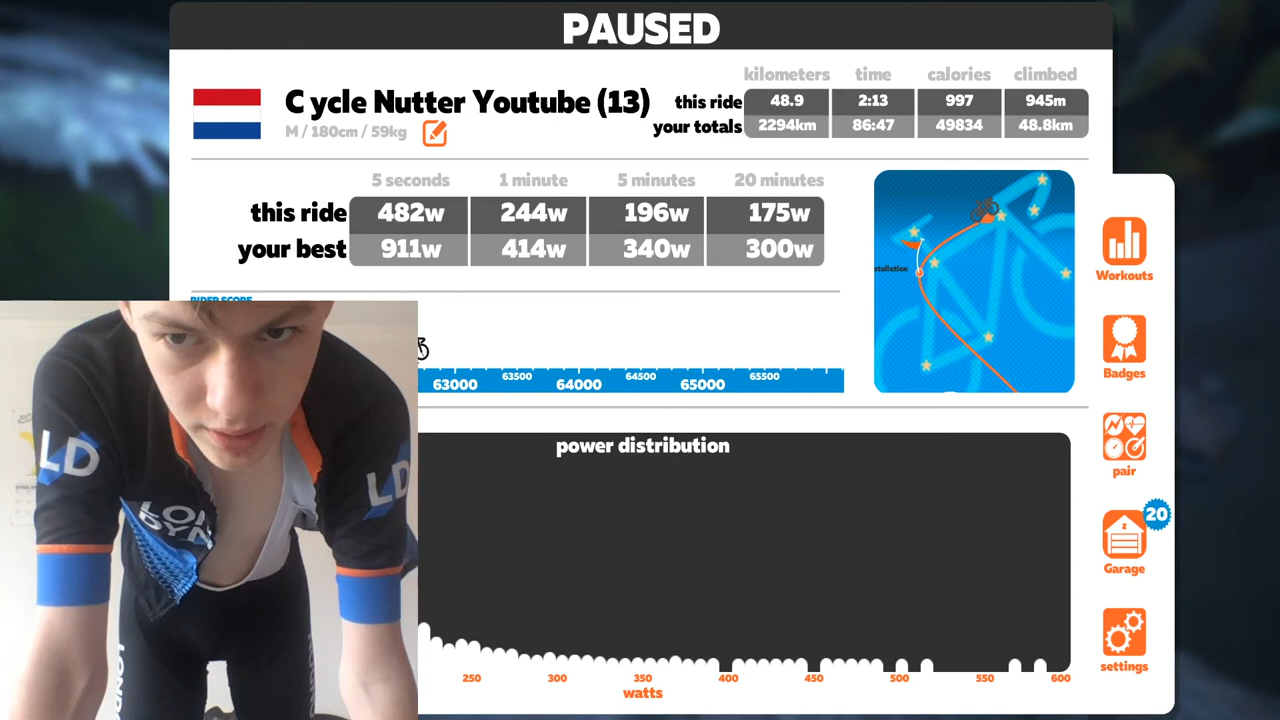 PAUSED
C ycle Nutter Youtube (13)
M / 180cm / 59kg
kilometers time calories climbed
this ride 48.9 2:13 997 945m
your totals 2294km 86:47 49834 48.8km
5 seconds 1 minute 5 minutes 20 minutes
this ride 482w 244w 196w 175w
your best 911w 414w 340w 300w
RIDER SCORE
63000 63500 64000 64500 65000 65500
power distribution
250 300 350 400 450 500 550 600
watts
Workouts
Badges
pair
20
Garage
settings
LD
LD